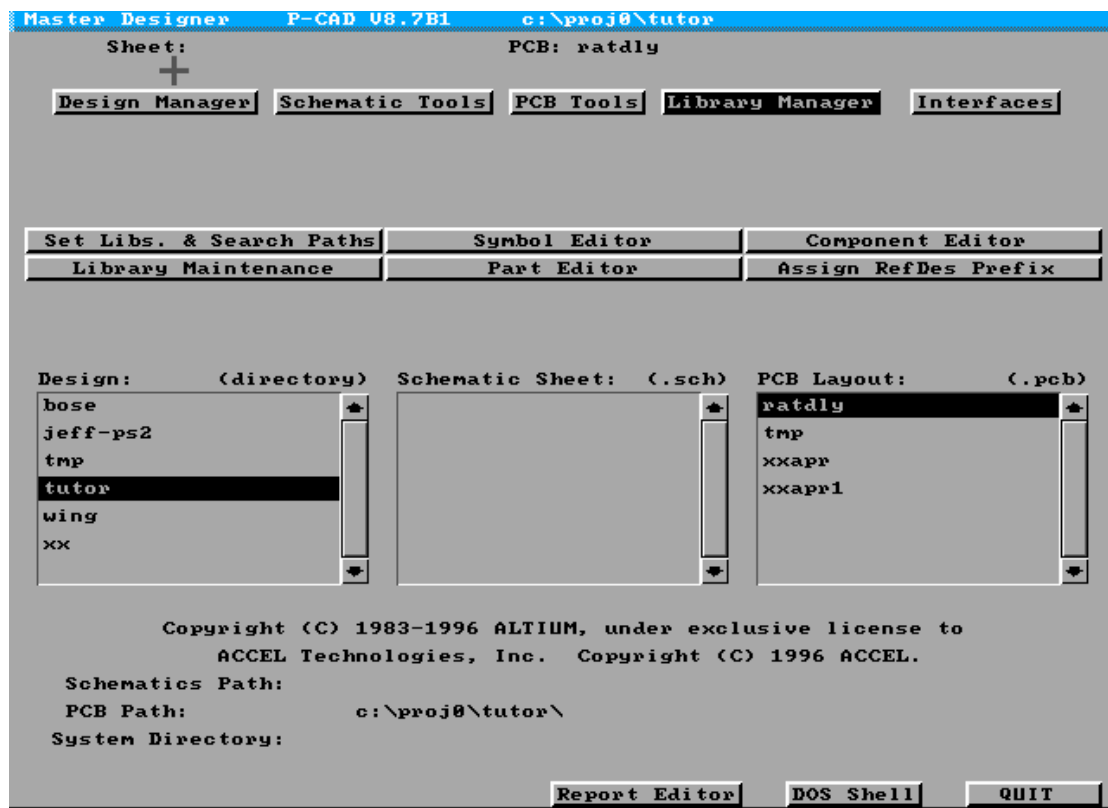 Master Designer P-CAD V8.7B1 c:\proj0\tutor
Sheet: PCB: ratdly
Design Manager Schematic Tools PCB Tools Library Manager Interfaces
Set Libs. & Search Paths Symbol Editor Component Editor
Library Maintenance Part Editor Assign RefDes Prefix
Design: (directory) Schematic Sheet: (.sch) PCB Layout: (.pcb)
bose ratdly
jeff-ps2 tmp
tmp xxapr
tutor xxapr1
wing
xx
Copyright (C) 1983-1996 ALTIUM, under exclusive license to
ACCEL Technologies, Inc. Copyright (C) 1996 ACCEL.
Schematics Path:
PCB Path: c:\proj0\tutor\
System Directory:
Report Editor DOS Shell QUIT